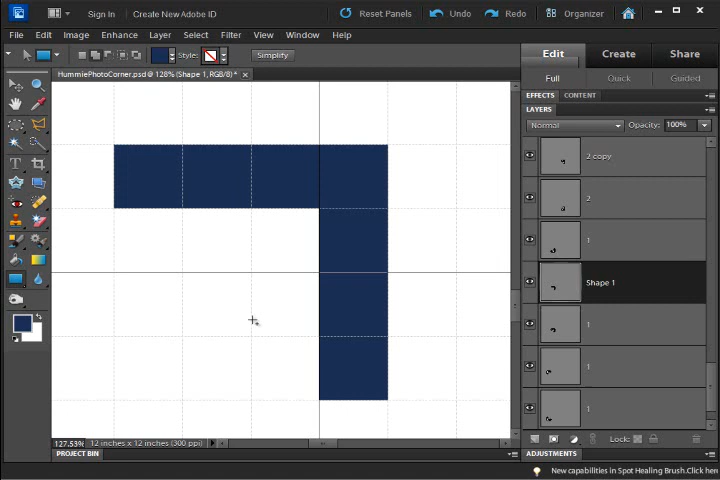 Sign In Create New Adobe ID Reset Panels Undo Redo Organizer
File Edit Image Enhance Layer Select Filter View Window Help
Style: Simplify
Edit Create Share
HummiePhotoCorner.psd @ 128% (Shape 1, RGB/8) *
Full Quick Guided
EFFECTS CONTENT
LAYERS
Normal Opacity: 100%
2 copy
2
1
Shape 1
1
1
1
127.53% 12 inches x 12 inches (300 ppi)
Lock:
PROJECT BIN
ADJUSTMENTS
New capabilities in Spot Healing Brush.Click here